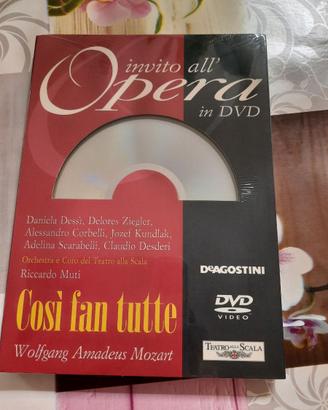 invito all'
Opera
in DVD
Daniela Dessì, Delores Ziegler,
Alessandro Corbelli, Jozef Kundlak,
Adelina Scarabelli, Claudio Desderi
Orchestra e Coro del Teatro alla Scala
Riccardo Muti
DeAGOSTINI
Così fan tutte
DVD
VIDEO
Wolfgang Amadeus Mozart
TEATRO ALLA SCALA